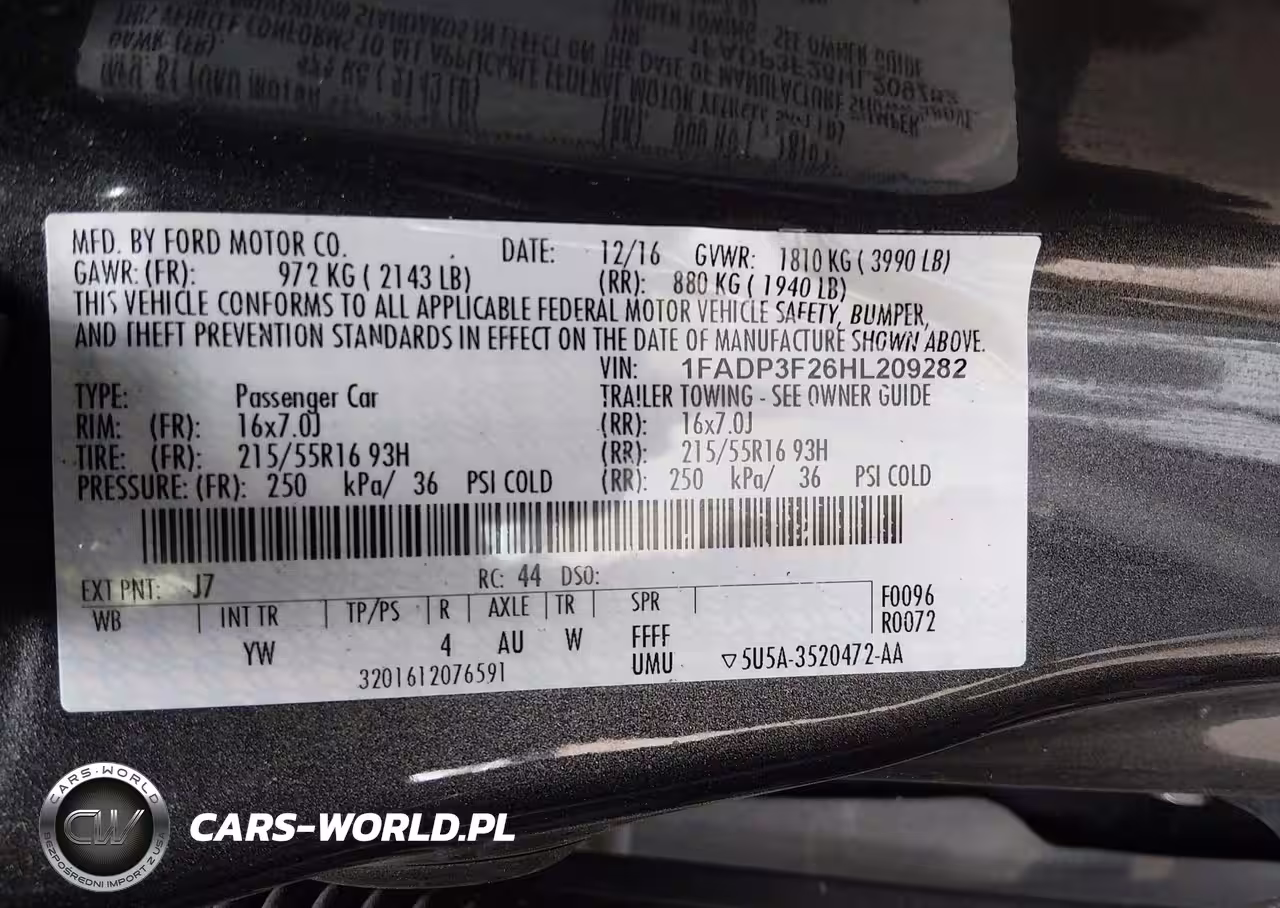 MFD. BY FORD MOTOR CO. DATE: 12/16 GVWR: 1810 KG ( 3990 LB)
GAWR: (FR): 972 KG ( 2143 LB) (RR): 880 KG ( 1940 LB)
THIS VEHICLE CONFORMS TO ALL APPLICABLE FEDERAL MOTOR VEHICLE SAFETY, BUMPER,
AND THEFT PREVENTION STANDARDS IN EFFECT ON THE DATE OF MANUFACTURE SHOWN ABOVE.
VIN: 1FADP3F26HL209282
TYPE: Passenger Car TRAILER TOWING - SEE OWNER GUIDE
RIM: (FR): 16x7.0J (RR): 16x7.0J
TIRE: (FR): 215/55R16 93H (RR): 215/55R16 93H
PRESSURE: (FR): 250 kPa/ 36 PSI COLD (RR): 250 kPa/ 36 PSI COLD
EXT PNT: J7 RC: 44 DSO:
WB INT TR TP/PS R AXLE TR SPR F0096
R0072
YW 4 AU W FFFF
UMU ▽5U5A-3520472-AA
3201612076591
CARS-WORLD
CW
BEZPOŚREDNI IMPORT Z USA
CARS-WORLD.PL